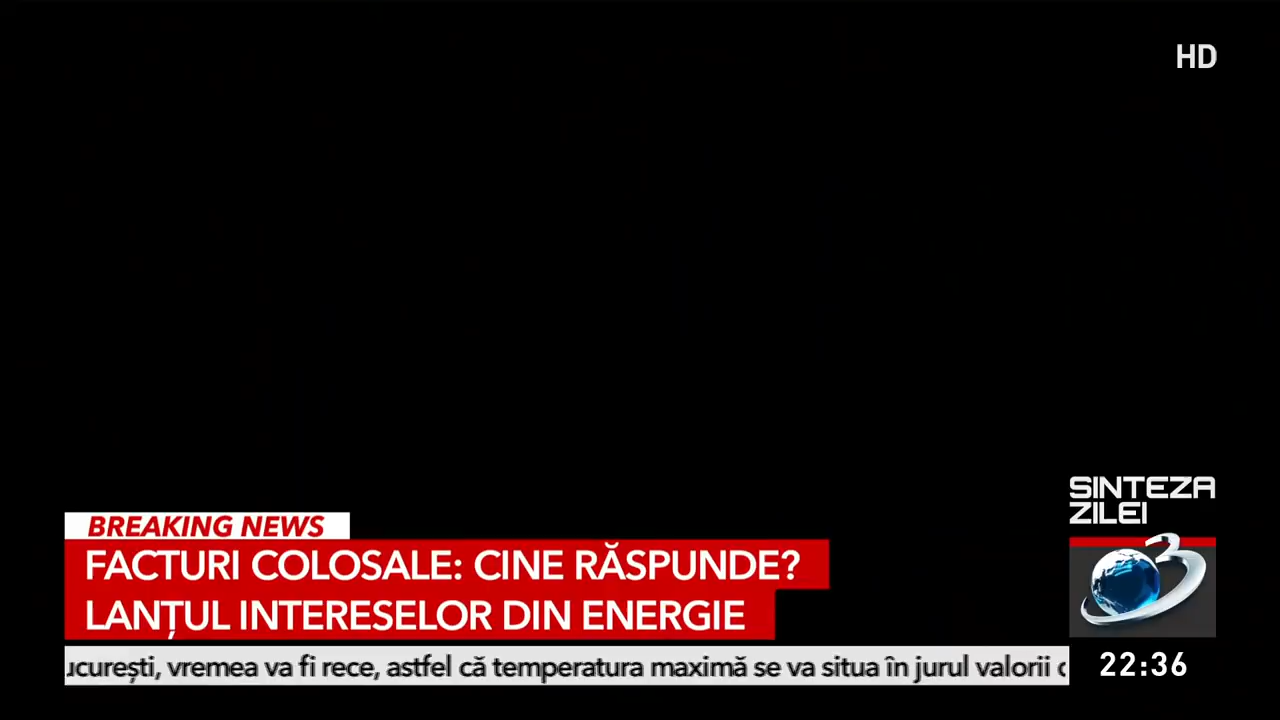 HD
SINTEZA
ZILEI
BREAKING NEWS
FACTURI COLOSALE: CINE RĂSPUNDE?
LANȚUL INTERESELOR DIN ENERGIE
3
vremea va fi rece, astfel că temperatura maximă se va situa în jurul valorii
22:36